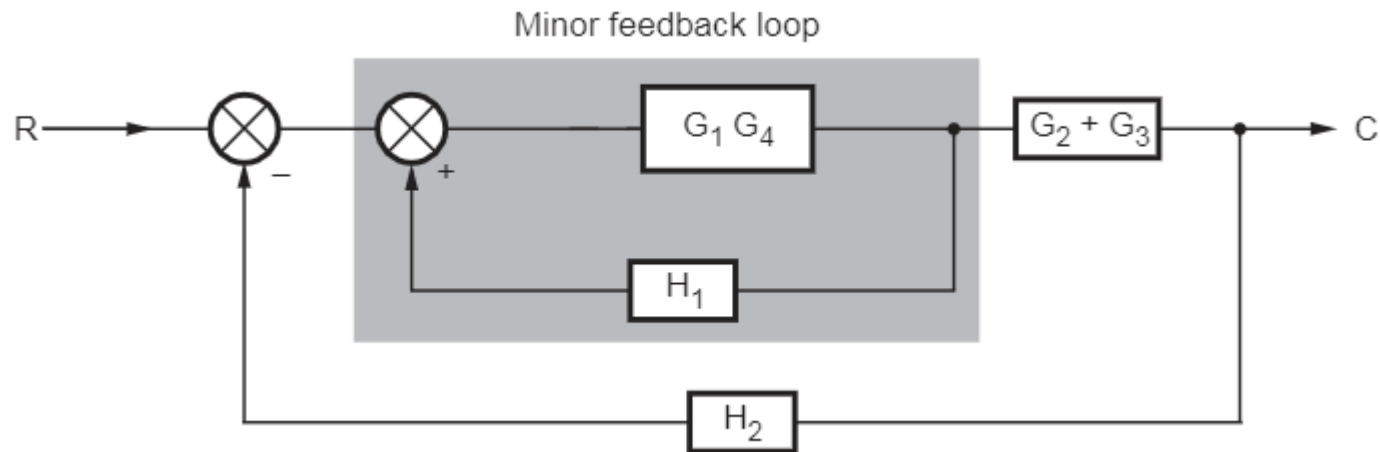 Minor feedback loop
R
G1 G4
G2 + G3
C
−
+
H1
H2